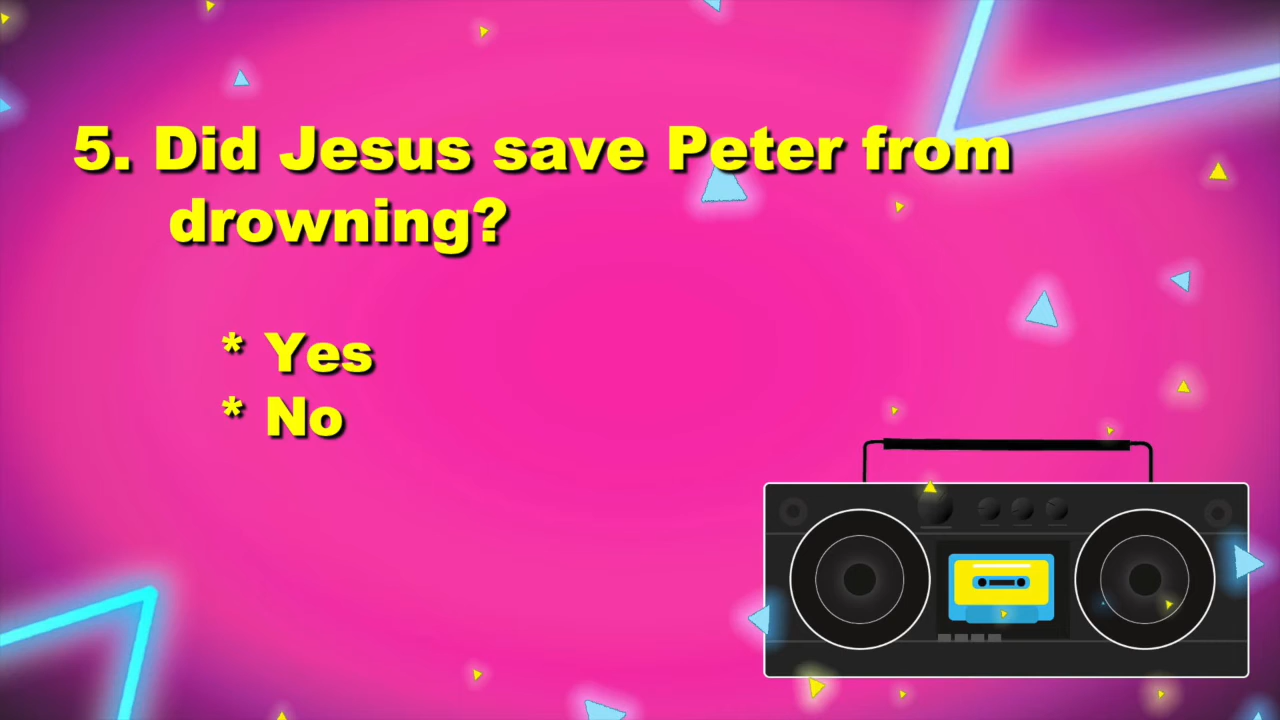 5. Did Jesus save Peter from
drowning?
* Yes
* No